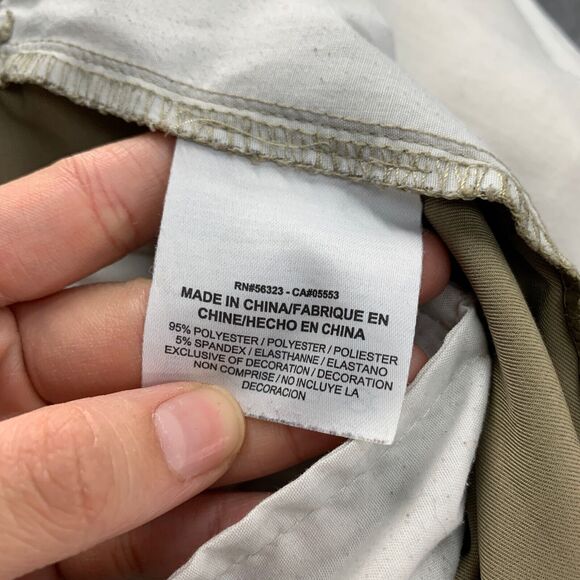 RN#56323 - CA#05553
MADE IN CHINA/FABRIQUE EN
CHINE/HECHO EN CHINA
95% POLYESTER / POLYESTER / POLIESTER
5% SPANDEX / ELASTHANNE / ELASTANO
EXCLUSIVE OF DECORATION / DECORATION
NON COMPRISE / NO INCLUYE LA
DECORACION